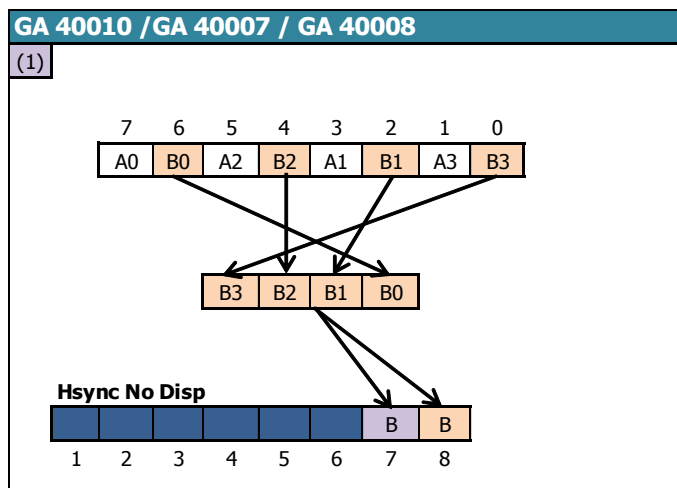 GA 40010 /GA 40007 / GA 40008
(1)
7 6 5 4 3 2 1 0
A0 B0 A2 B2 A1 B1 A3 B3
B3 B2 B1 B0
Hsync No Disp
B B
1 2 3 4 5 6 7 8